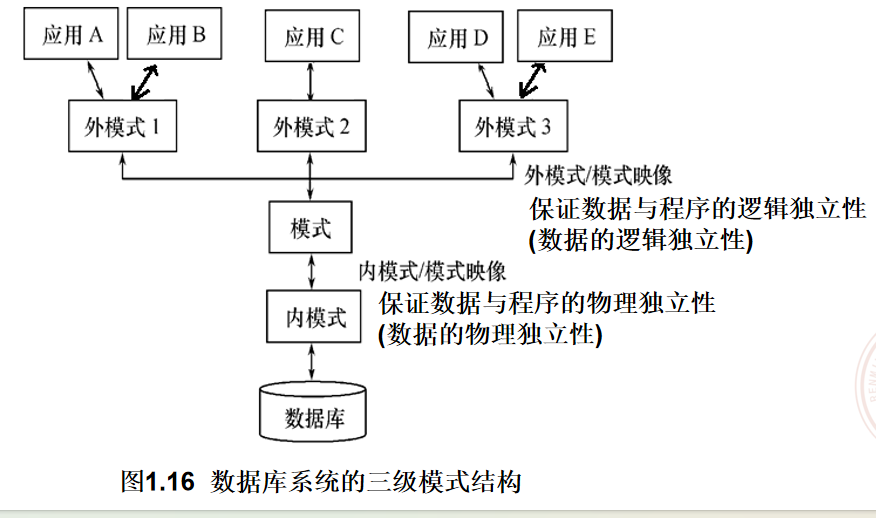 应用 A
应用 B
应用 C
应用 D
应用 E
外模式 1
外模式 2
外模式 3
外模式/模式映像
保证数据与程序的逻辑独立性
(数据的逻辑独立性)
模式
内模式/模式映像
保证数据与程序的物理独立性
(数据的物理独立性)
内模式
数据库
图1.16 数据库系统的三级模式结构